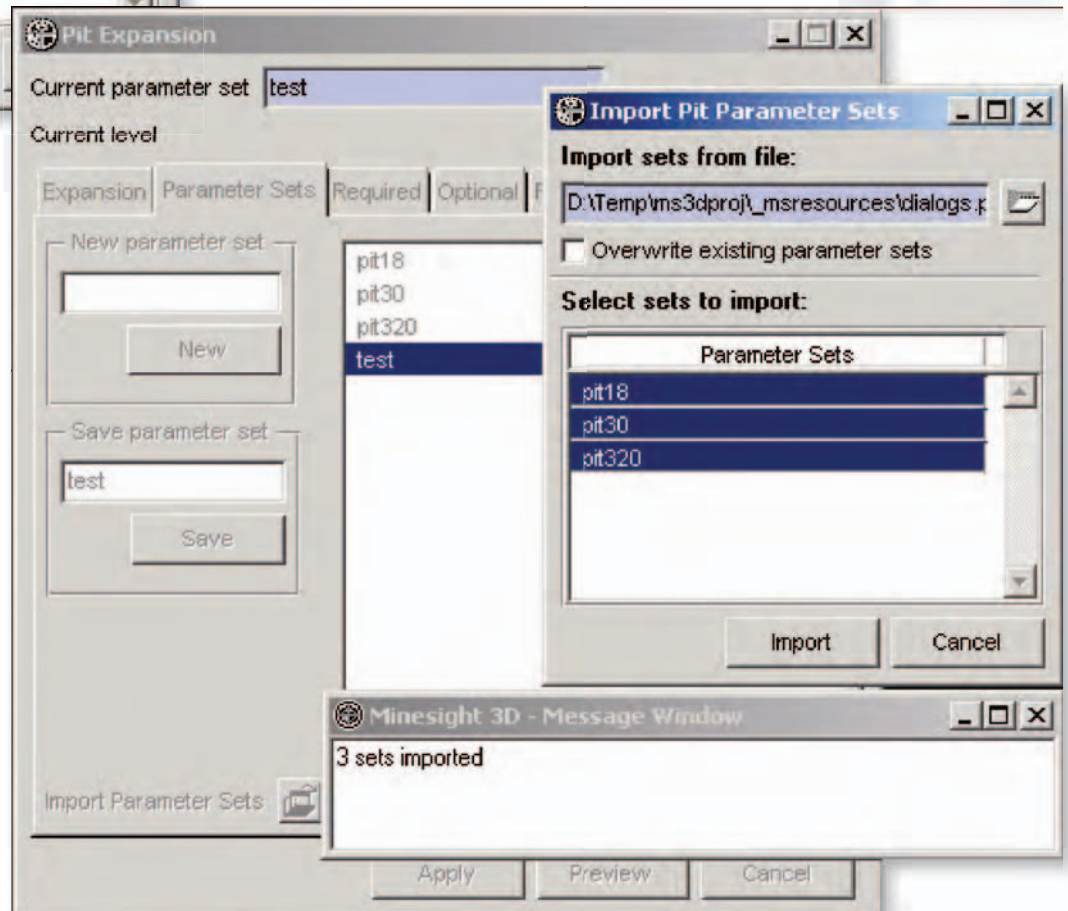 Pit Expansion
Current parameter set test
Current level
Expansion Parameter Sets Required Optional
New parameter set
New
Save parameter set
test
Save
pit18
pit30
pit320
test
Import Parameter Sets
Apply Preview Cancel
Import Pit Parameter Sets
Import sets from file:
D:\Temp\ms3dproj\_msresources\dialogs.p
Overwrite existing parameter sets
Select sets to import:
Parameter Sets
pit18
pit30
pit320
Import Cancel
Minesight 3D - Message Window
3 sets imported